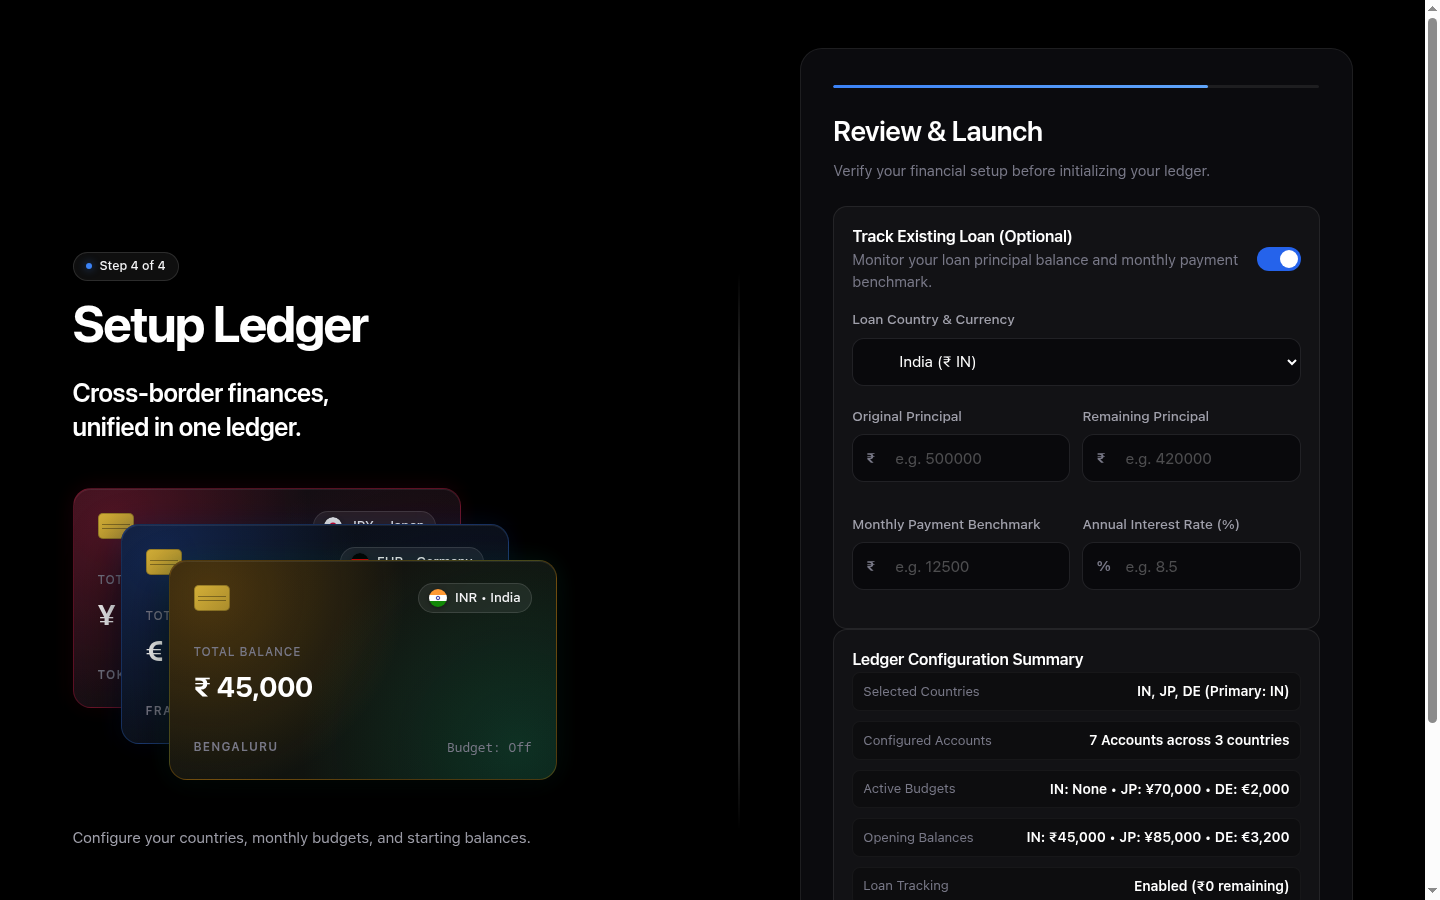 Step 4 of 4
Setup Ledger
Cross-border finances,
unified in one ledger.
¥
TOTAL BALANCE
€
INR • India
TOTAL BALANCE
₹ 45,000
BENGALURU
Budget: Off
Configure your countries, monthly budgets, and starting balances.
Review & Launch
Verify your financial setup before initializing your ledger.
Track Existing Loan (Optional)
Monitor your loan principal balance and monthly payment
benchmark.
Loan Country & Currency
India (₹ IN)
Original Principal
Remaining Principal
₹ e.g. 500000
₹ e.g. 420000
Monthly Payment Benchmark
Annual Interest Rate (%)
₹ e.g. 12500
% e.g. 8.5
Ledger Configuration Summary
Selected Countries
IN, JP, DE (Primary: IN)
Configured Accounts
7 Accounts across 3 countries
Active Budgets
IN: None • JP: ¥70,000 • DE: €2,000
Opening Balances
IN: ₹45,000 • JP: ¥85,000 • DE: €3,200
Loan Tracking
Enabled (₹0 remaining)